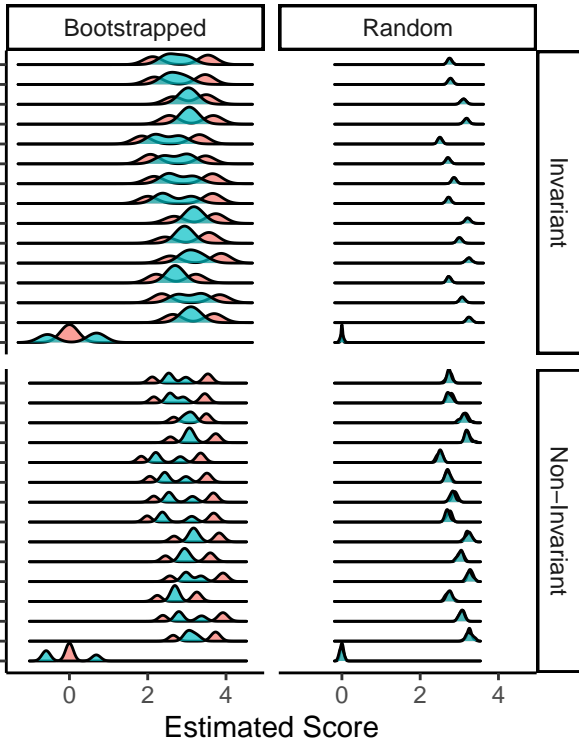 Bootstrapped Random
Invariant
Non−Invariant
0 2 4 0 2 4
Estimated Score